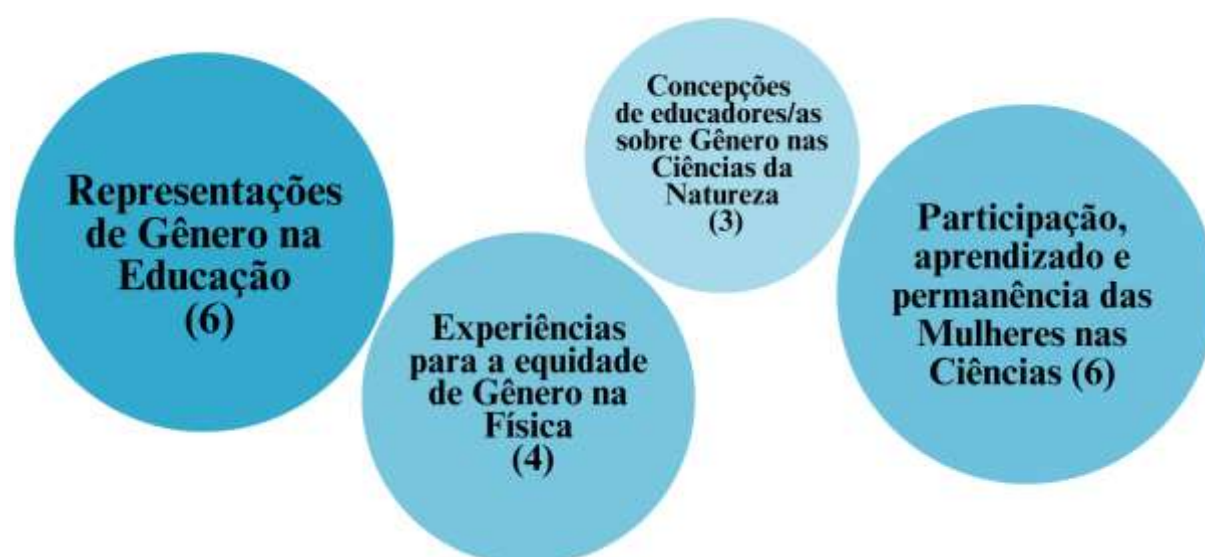 Representações
de Gênero na
Educação
(6)
Experiências
para a equidade
de Gênero na
Física
(4)
Concepções
de educadores/as
sobre Gênero nas
Ciências da
Natureza
(3)
Participação,
aprendizado e
permanência das
Mulheres nas
Ciências (6)